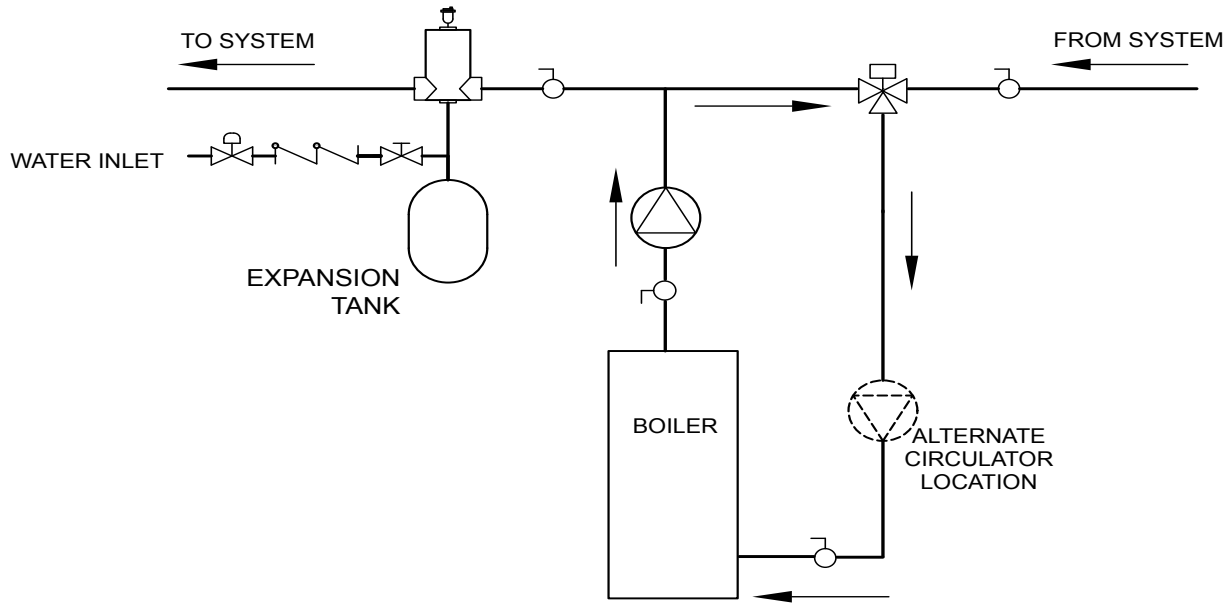 TO SYSTEM
FROM SYSTEM
WATER INLET
EXPANSION
TANK
BOILER
ALTERNATE
CIRCULATOR
LOCATION